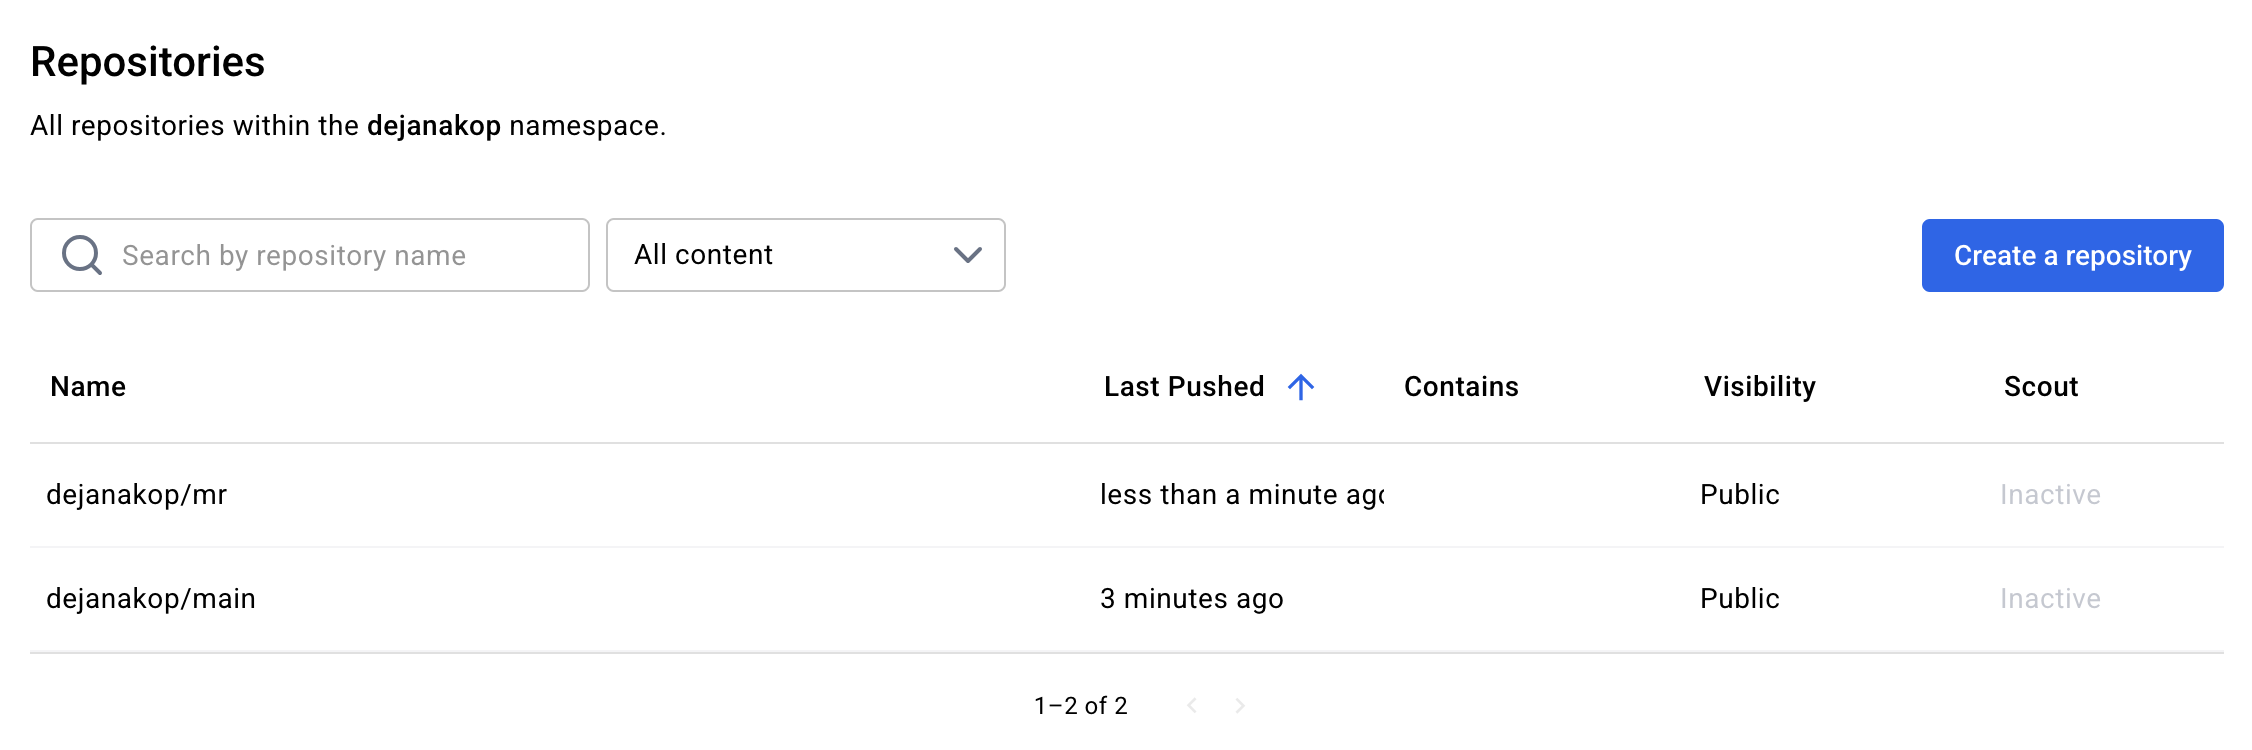 Repositories
All repositories within the dejanakop namespace.
Search by repository name
All content
Create a repository
Name Last Pushed Contains Visibility Scout
dejanakop/mr less than a minute ago Public Inactive
dejanakop/main 3 minutes ago Public Inactive
1–2 of 2